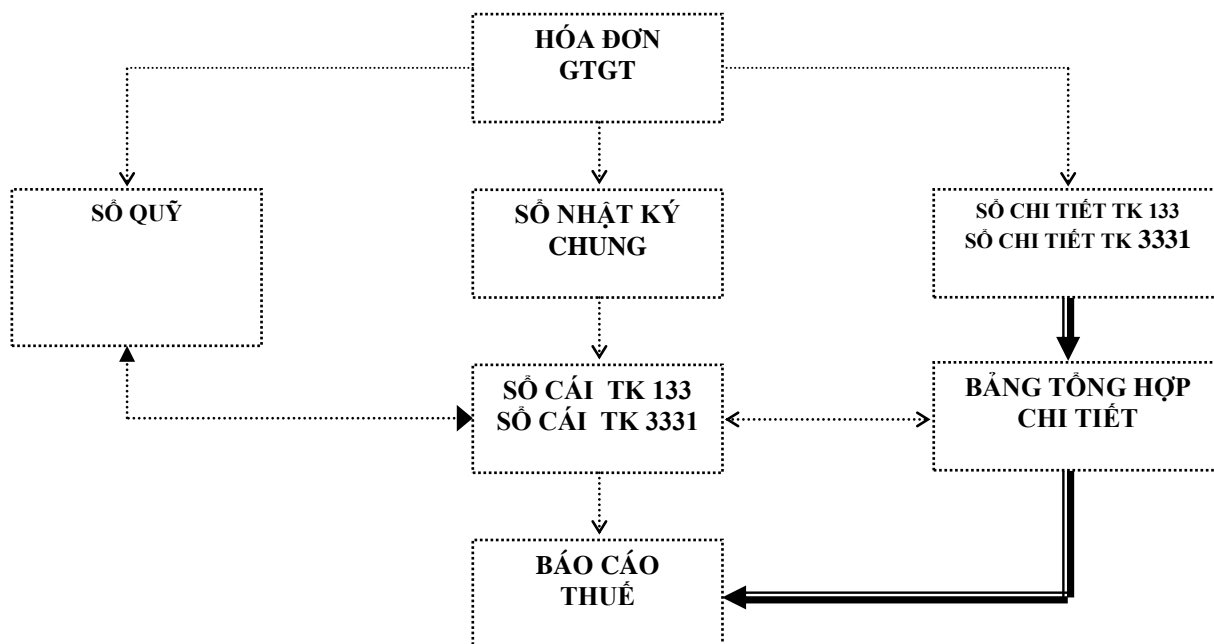 HÓA ĐƠN
GTGT
SỔ QUỸ
SỔ NHẬT KÝ
CHUNG
SỔ CHI TIẾT TK 133
SỔ CHI TIẾT TK 3331
SỔ CÁI TK 133
SỔ CÁI TK 3331
BẢNG TỔNG HỢP
CHI TIẾT
BÁO CÁO
THUẾ